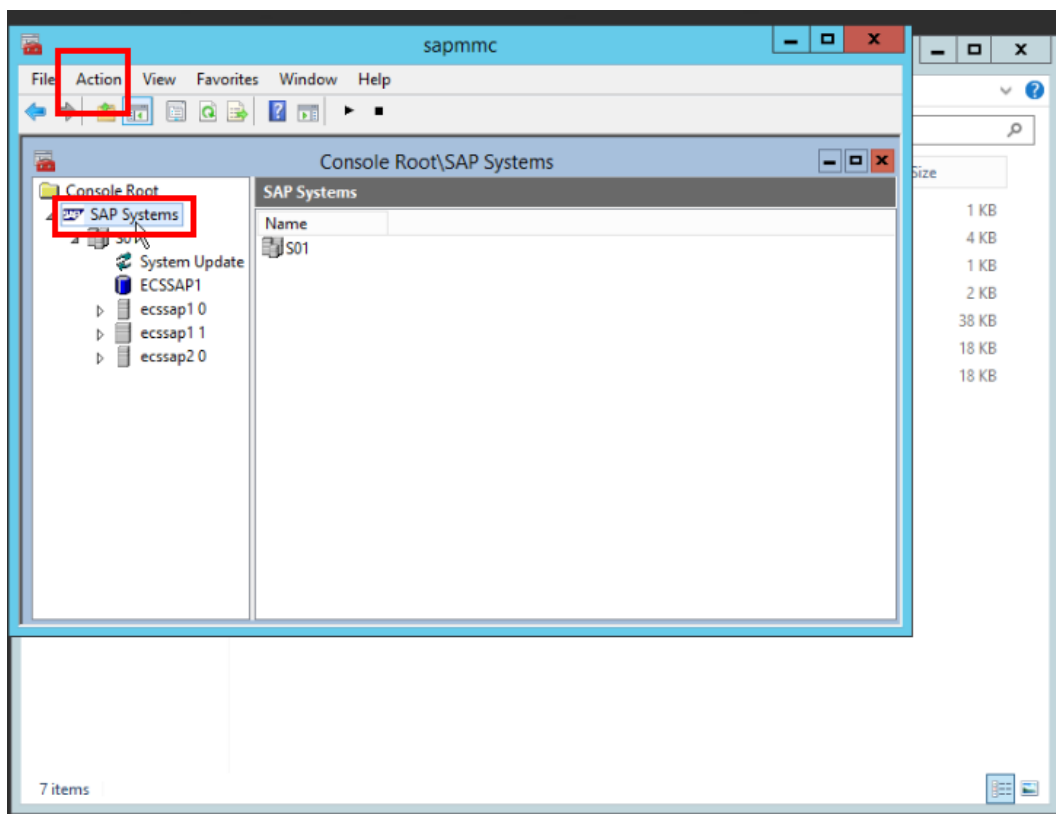 sapmmc
File Action View Favorites Window Help
Console Root\SAP Systems
Size
Console Root
SAP Systems
SAP Systems
Name
S01
System Update
S01
ECSSAP1
ecssap1 0
ecssap1 1
ecssap2 0
1 KB
4 KB
1 KB
2 KB
38 KB
18 KB
18 KB
7 items